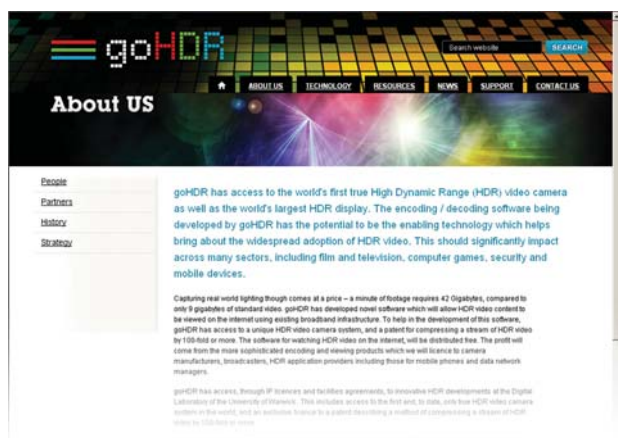 goHDR
Search website SEARCH
ABOUT US TECHNOLOGY RESOURCES NEWS SUPPORT CONTACT US
About US
People
Partners
History
Strategy
goHDR has access to the world's first true High Dynamic Range (HDR) video camera
as well as the world's largest HDR display. The encoding / decoding software being
developed by goHDR has the potential to be the enabling technology which helps
bring about the widespread adoption of HDR video. This should significantly impact
across many sectors, including film and television, computer games, security and
mobile devices.
Capturing real world lighting though comes at a price – a minute of footage requires 42 Gigabytes, compared to
only 9 gigabytes of standard video. goHDR has developed novel software which will allow HDR video content to
be viewed on the internet using existing broadband infrastructure. To help in the development of this software,
goHDR has access to a unique HDR video camera system, and a patent for compressing a stream of HDR video
by 100-fold or more. The software for watching HDR video on the internet, will be distributed free. The profit will
come from the more sophisticated encoding and viewing products which we will licence to camera
manufacturers, broadcasters, HDR application providers including those for mobile phones and data network
managers.
goHDR has access, through IP licences and facilities agreements, to innovative HDR developments at the Digital
Laboratory of the University of Warwick. This includes access to the first and, to date, only true HDR video camera
system in the world, and an exclusive licence to a patent describing a method of compressing a stream of HDR
video by 100-fold or more